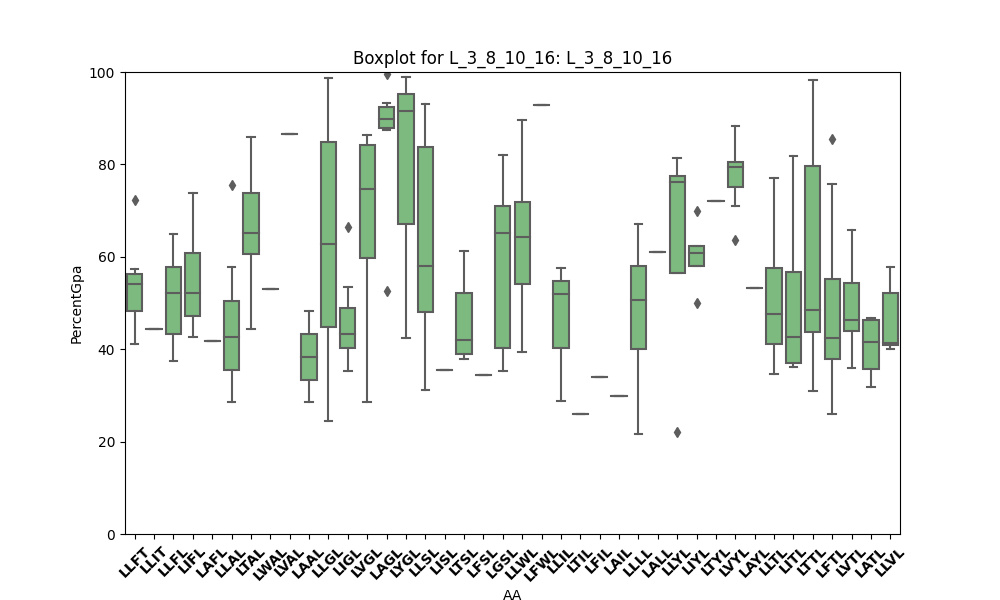 Boxplot for L_3_8_10_16: L_3_8_10_16
PercentGpa
100
80
60
40
20
0
LLFT
LLIT
LLFL
LIFL
LAFL
LLAL
LTAL
LWAL
LVAL
LAAL
LLGL
LIGL
LVGL
LAGL
LYGL
LLSL
LISL
LTSL
LFSL
LGSL
LLWL
LFWL
LLIL
LTIL
LFIL
LAIL
LLLL
LALL
LLYL
LIYL
LTYL
LVYL
LAYL
LLTL
LITL
LTTL
LFTL
LVTL
LATL
LLVL
AA